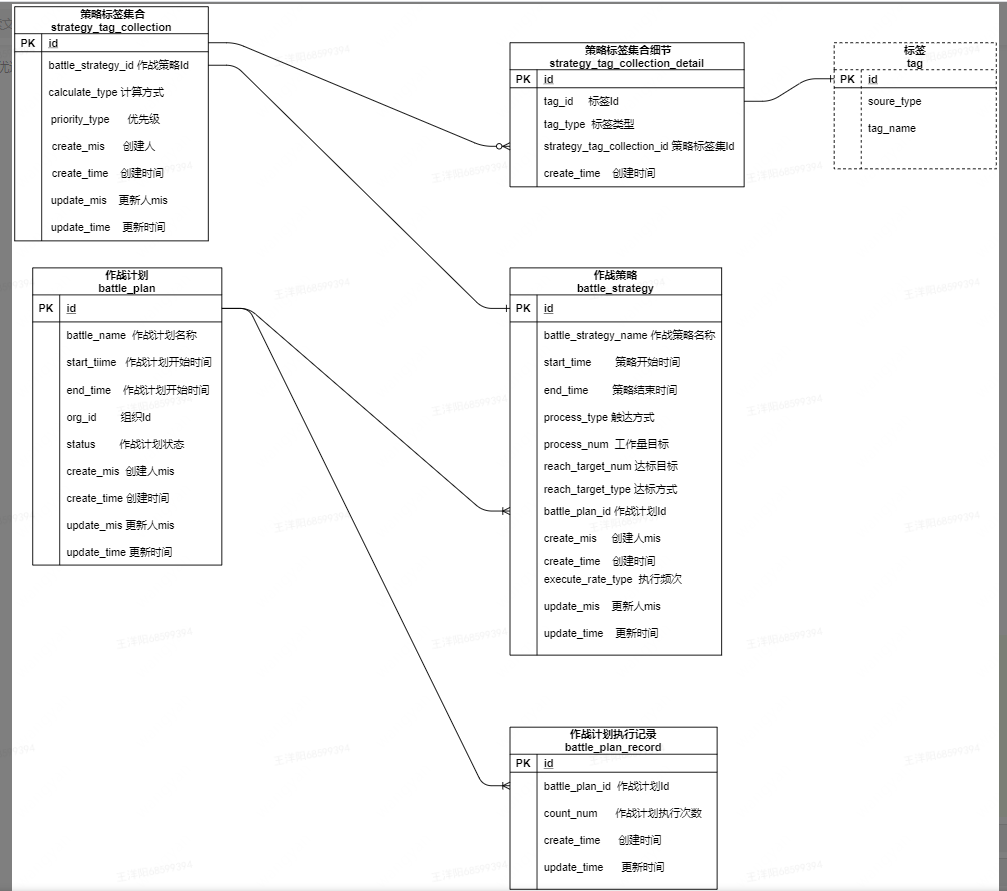 策略标签集合
strategy_tag_collection
PK id
battle_strategy_id 作战策略Id
calculate_type 计算方式
priority_type 优先级
create_mis 创建人
create_time 创建时间
update_mis 更新人mis
update_time 更新时间
策略标签集合细节
strategy_tag_collection_detail
PK id
tag_id 标签Id
tag_type 标签类型
strategy_tag_collection_id 策略标签集Id
create_time 创建时间
标签
tag
PK id
soure_type
tag_name
作战计划
battle_plan
PK id
battle_name 作战计划名称
start_tiime 作战计划开始时间
end_time 作战计划开始时间
org_id 组织Id
status 作战计划状态
create_mis 创建人mis
create_time 创建时间
update_mis 更新人mis
update_time 更新时间
作战策略
battle_strategy
PK id
battle_strategy_name 作战策略名称
start_time 策略开始时间
end_time 策略结束时间
process_type 触达方式
process_num 工作量目标
reach_target_num 达标目标
reach_target_type 达标方式
battle_plan_id 作战计划Id
create_mis 创建人mis
create_time 创建时间
execute_rate_type 执行频次
update_mis 更新人mis
update_time 更新时间
作战计划执行记录
battle_plan_record
PK id
battle_plan_id 作战计划Id
count_num 作战计划执行次数
create_time 创建时间
update_time 更新时间